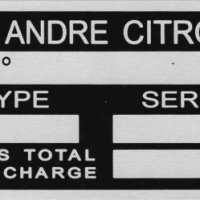 ANDRE CITRO
°
YPE SER
S TOTAL
CHARGE